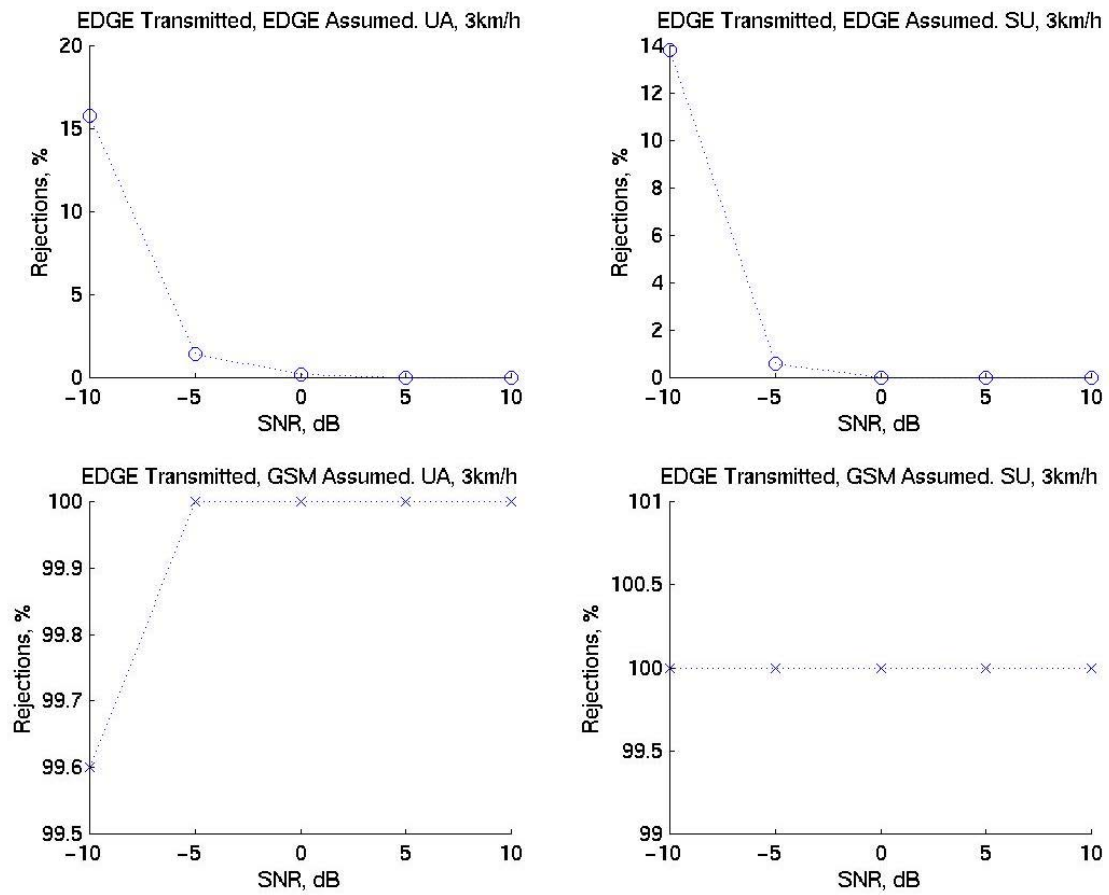 EDGE Transmitted, EDGE Assumed. UA, 3km/h
20
15
10
5
0
Rejections, %
-10 -5 0 5 10
SNR, dB
EDGE Transmitted, EDGE Assumed. SU, 3km/h
14
12
10
8
6
4
2
0
Rejections, %
-10 -5 0 5 10
SNR, dB
EDGE Transmitted, GSM Assumed. UA, 3km/h
100
99.9
99.8
99.7
99.6
99.5
Rejections, %
-10 -5 0 5 10
SNR, dB
EDGE Transmitted, GSM Assumed. SU, 3km/h
101
100.5
100
99.5
99
Rejections, %
-10 -5 0 5 10
SNR, dB